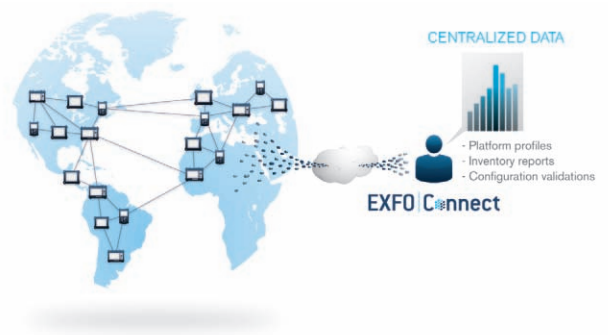 CENTRALIZED DATA
- Platform profiles
- Inventory reports
- Configuration validations
EXFO Connect